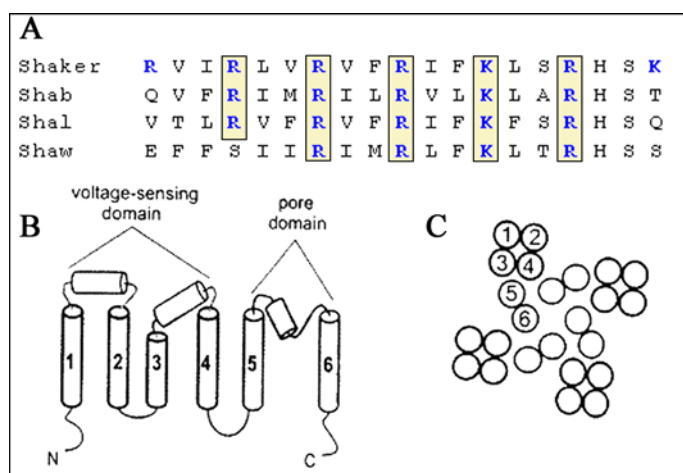 A
Shaker R V I R L V R V F R I F K L S R H S K
Shab Q V F R I M R I L R V L K L A R H S T
Shal V T L R V F R V F R I F K F S R H S Q
Shaw E F F S I I R I M R L F K L T R H S S
B
voltage-sensing
domain
pore
domain
1 2 3 4 5 6
N
C
C
1 2
3 4
5
6